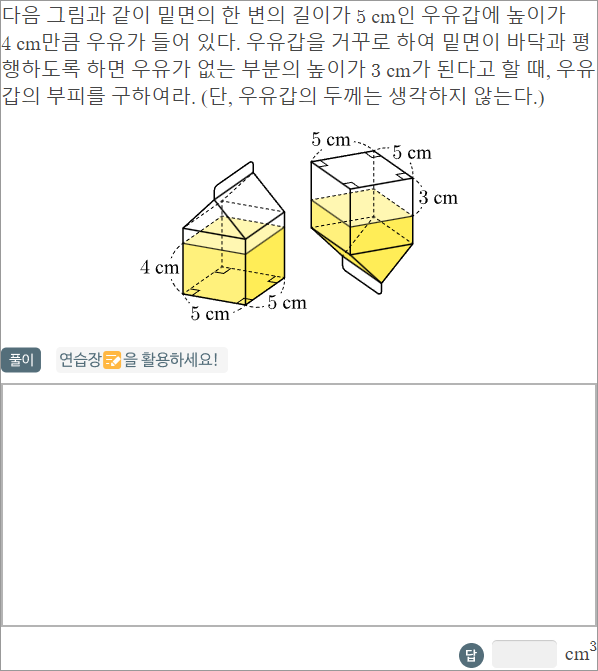 다음 그림과 같이 밑면의 한 변의 길이가 5 cm인 우유갑에 높이가
4 cm만큼 우유가 들어 있다. 우유갑을 거꾸로 하여 밑면이 바닥과 평
행하도록 하면 우유가 없는 부분의 높이가 3 cm가 된다고 할 때, 우유
갑의 부피를 구하여라. (단, 우유갑의 두께는 생각하지 않는다.)
5 cm
5 cm
3 cm
4 cm
5 cm
5 cm
풀이
연습장을 활용하세요!
답
cm³